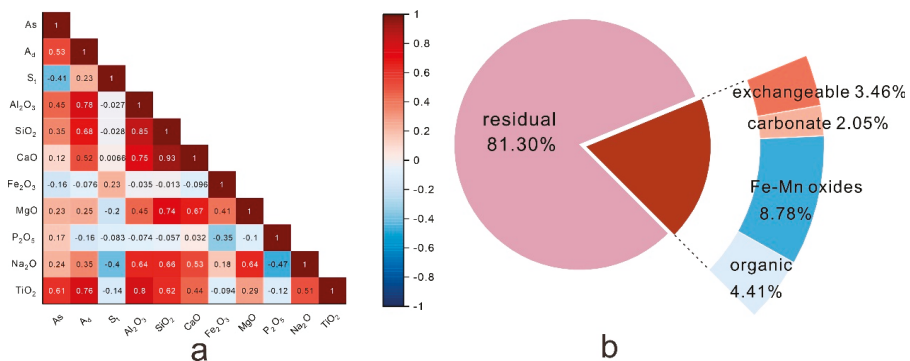 As 1
A_d 0.53 1
S_t -0.41 0.23 1
Al₂O₃ 0.45 0.78 -0.027 1
SiO₂ 0.35 0.68 -0.028 0.85 1
CaO 0.12 0.52 0.0066 0.75 0.93 1
Fe₂O₃ -0.16 -0.076 0.23 -0.035 -0.013 -0.096 1
MgO 0.23 0.25 -0.2 0.45 0.74 0.67 0.41 1
P₂O₅ 0.17 -0.16 -0.083 -0.074 -0.057 0.032 -0.35 -0.1 1
Na₂O 0.24 0.35 -0.4 0.64 0.66 0.53 0.18 0.64 -0.47 1
TiO₂ 0.61 0.76 -0.14 0.8 0.62 0.44 -0.094 0.29 -0.12 0.51 1
As A_d S_t Al₂O₃ SiO₂ CaO Fe₂O₃ MgO P₂O₅ Na₂O TiO₂
1
0.8
0.6
0.4
0.2
0
-0.2
-0.4
-0.6
-0.8
-1
a
residual
81.30%
exchangeable 3.46%
carbonate 2.05%
Fe-Mn oxides
8.78%
organic
4.41%
b